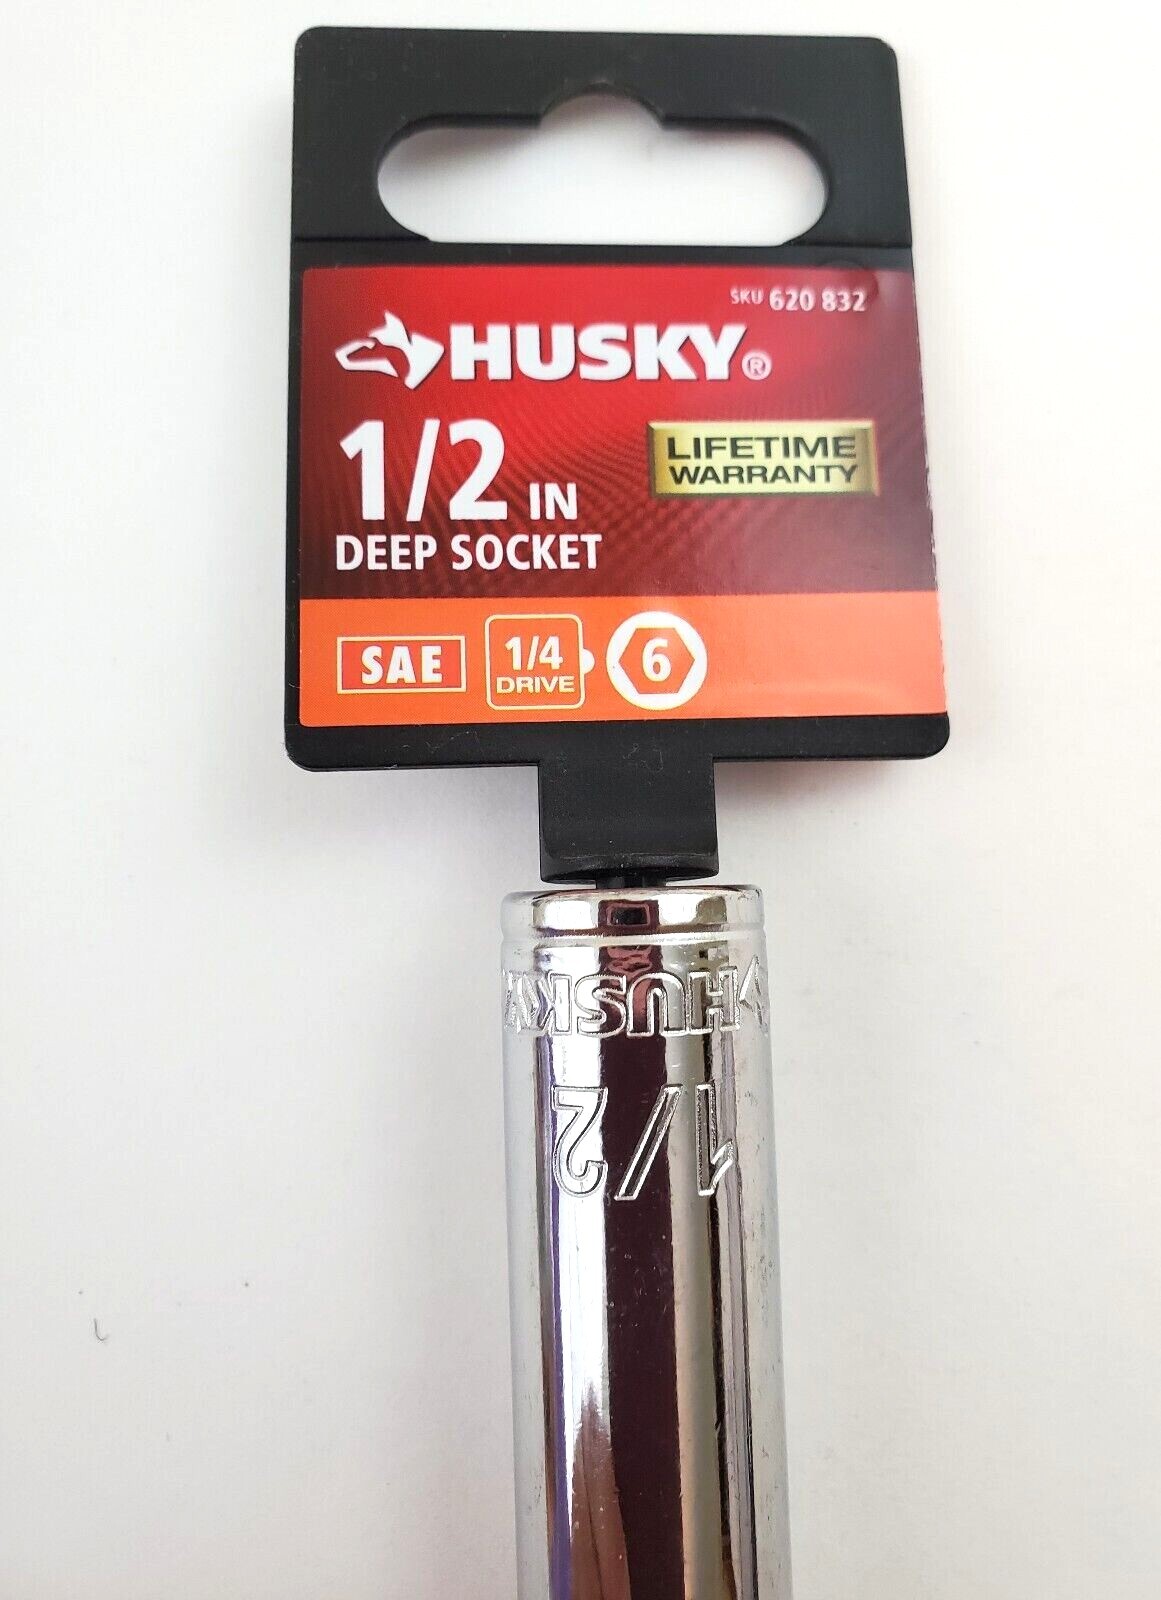 SKU 620 832
HUSKY®
1/2 IN
LIFETIME
WARRANTY
DEEP SOCKET
SAE
1/4
DRIVE
6
HUSKY
1/2